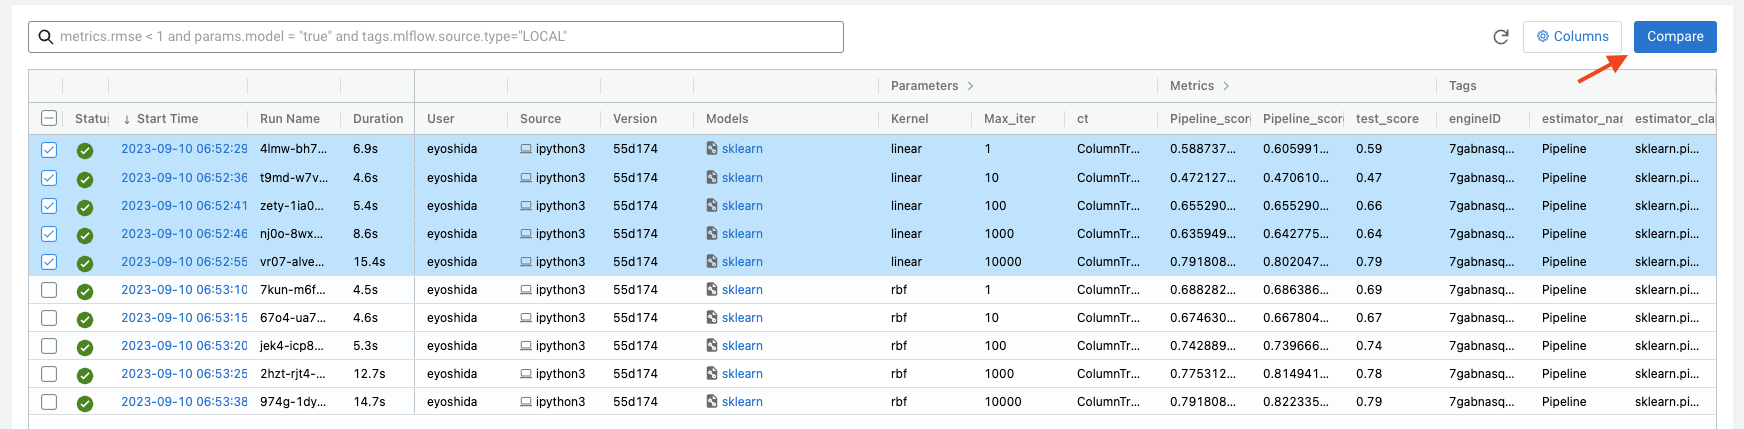 metrics.rmse < 1 and params.model = "true" and tags.mlflow.source.type="LOCAL" Columns Compare
Parameters > Metrics > Tags
Status ↓ Start Time Run Name Duration User Source Version Models Kernel Max_iter ct Pipeline_scor Pipeline_scor test_score engineID estimator_nar estimator_cla
2023-09-10 06:52:29 4lmw-bh7... 6.9s eyoshida ipython3 55d174 sklearn linear 1 ColumnTr... 0.588737... 0.605991... 0.59 7gabnasq... Pipeline sklearn.pi...
2023-09-10 06:52:36 t9md-w7v... 4.6s eyoshida ipython3 55d174 sklearn linear 10 ColumnTr... 0.472127... 0.470610... 0.47 7gabnasq... Pipeline sklearn.pi...
2023-09-10 06:52:41 zety-1ia0... 5.4s eyoshida ipython3 55d174 sklearn linear 100 ColumnTr... 0.655290... 0.655290... 0.66 7gabnasq... Pipeline sklearn.pi...
2023-09-10 06:52:46 nj0o-8wx... 8.6s eyoshida ipython3 55d174 sklearn linear 1000 ColumnTr... 0.635949... 0.642775... 0.64 7gabnasq... Pipeline sklearn.pi...
2023-09-10 06:52:55 vr07-alve... 15.4s eyoshida ipython3 55d174 sklearn linear 10000 ColumnTr... 0.791808... 0.802047... 0.79 7gabnasq... Pipeline sklearn.pi...
2023-09-10 06:53:10 7kun-m6f... 4.5s eyoshida ipython3 55d174 sklearn rbf 1 ColumnTr... 0.688282... 0.686386... 0.69 7gabnasq... Pipeline sklearn.pi...
2023-09-10 06:53:15 67o4-ua7... 4.6s eyoshida ipython3 55d174 sklearn rbf 10 ColumnTr... 0.674630... 0.667804... 0.67 7gabnasq... Pipeline sklearn.pi...
2023-09-10 06:53:20 jek4-icp8... 5.3s eyoshida ipython3 55d174 sklearn rbf 100 ColumnTr... 0.742889... 0.739666... 0.74 7gabnasq... Pipeline sklearn.pi...
2023-09-10 06:53:25 2hzt-rjt4-... 12.7s eyoshida ipython3 55d174 sklearn rbf 1000 ColumnTr... 0.775312... 0.814941... 0.78 7gabnasq... Pipeline sklearn.pi...
2023-09-10 06:53:38 974g-1dy... 14.7s eyoshida ipython3 55d174 sklearn rbf 10000 ColumnTr... 0.791808... 0.822335... 0.79 7gabnasq... Pipeline sklearn.pi...